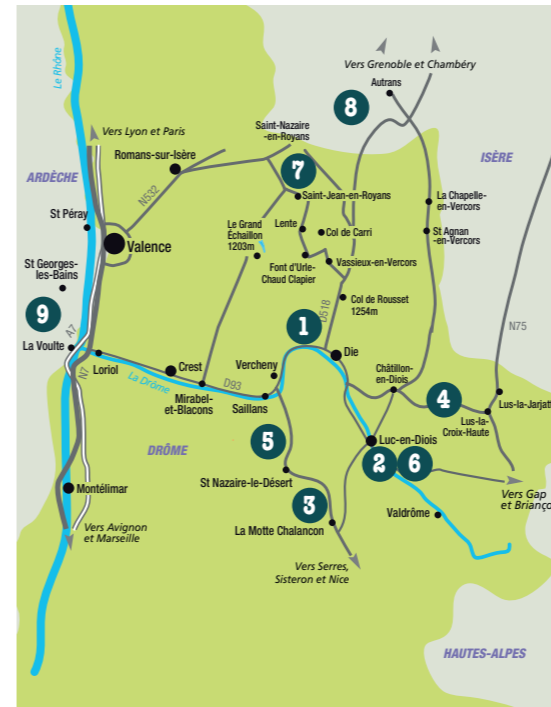 Vers Grenoble et Chambéry
Autrans
8
Le Rhône
Vers Lyon et Paris
Saint-Nazaire
-en-Royans
ISÈRE
Romans-sur-Isère
7
ARDÈCHE
N532
Saint-Jean-en-Royans
La Chapelle
-en-Vercors
St Péray
Le Grand
Échaillon
1203m
Lente
Col de Carri
St Agnan
-en-Vercors
Valence
St Georges-
les-Bains
Font d'Urle-
Chaud Clapier
Vassieux-en-Vercors
Col de Rousset
1254m
9
A7
D518
N75
La Voulte
1
N7
Loriol
La Drôme
Crest
D93
Vercheny
Die
Châtillon-
en-Diois
Mirabel-
et-Blacons
Saillans
4
Lus-la-Jarjatt
Lus-la-
Croix-Haute
DRÔME
5
Luc-en-Diois
2
6
St Nazaire-le-Désert
Montélimar
Vers Gap
et Brianço
3
Valdrôme
La Motte Chalancon
Vers Avignon
et Marseille
Vers Serres,
Sisteron et Nice
HAUTES-ALPES